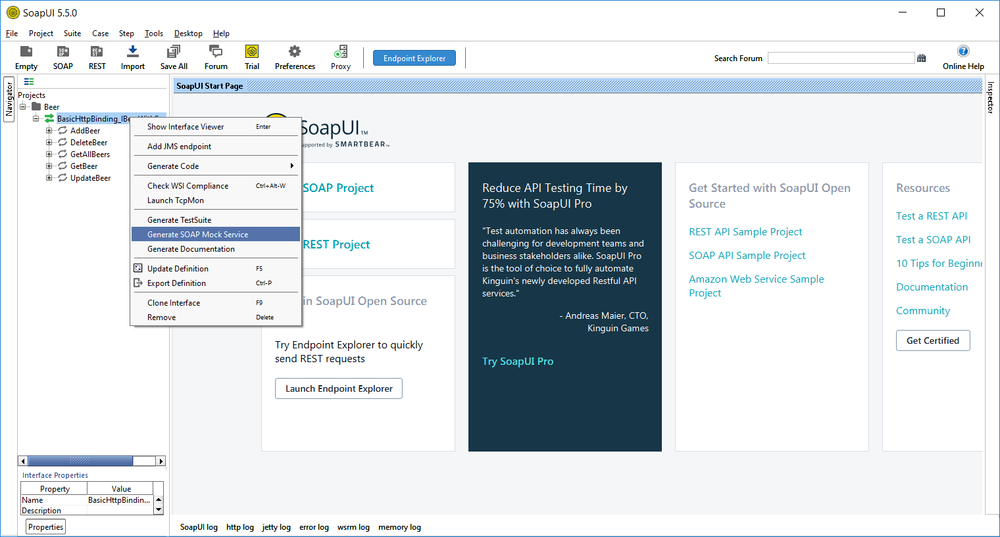 SoapUI 5.5.0
File Project Suite Case Step Tools Desktop Help
Empty SOAP REST Import Save All Forum Trial Preferences Proxy
Endpoint Explorer
Search Forum
Online Help
Navigator
Projects
Beer
BasicHttpBinding_IBeer
AddBeer
DeleteBeer
GetAllBeers
GetBeer
UpdateBeer
Show Interface Viewer Enter
Add JMS endpoint
Generate Code
Check WSI Compliance Ctrl+Alt-W
Launch TcpMon
Generate TestSuite
Generate SOAP Mock Service
Generate Documentation
Update Definition F5
Export Definition Ctrl-P
Clone Interface F9
Remove Delete
Interface Properties
Property Value
Name BasicHttpBindin...
Description
Properties
SoapUI Start Page
SoapUI™
upported by SMARTBEAR™
SOAP Project
REST Project
in SoapUI Open Source
Try Endpoint Explorer to quickly
send REST requests
Launch Endpoint Explorer
Reduce API Testing Time by
75% with SoapUI Pro
"Test automation has always been
challenging for development teams and
business stakeholders alike. SoapUI Pro
is the tool of choice to fully automate
Kinguin's newly developed Restful API
services."
- Andreas Maier, CTO,
Kinguin Games
Try SoapUI Pro
Get Started with SoapUI Open
Source
REST API Sample Project
SOAP API Sample Project
Amazon Web Service Sample
Project
Resources
Test a REST API
Test a SOAP API
10 Tips for Beginne
Documentation
Community
Get Certified
Inspector
SoapUI log http log jetty log error log wsrm log memory log